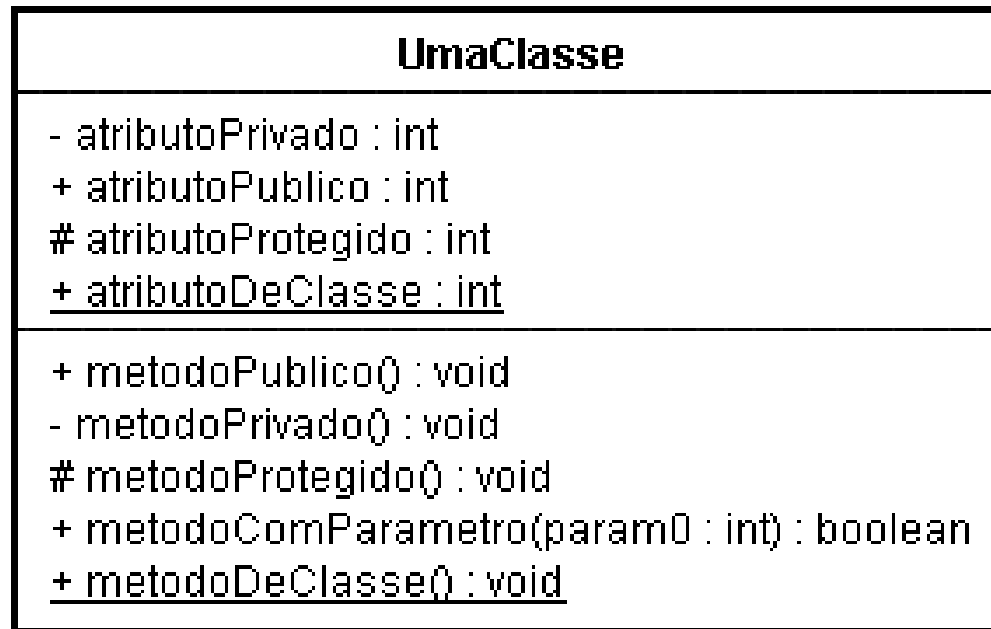 UmaClasse
- atributoPrivado : int
+ atributoPublico : int
# atributoProtegido : int
+ atributoDeClasse : int
+ metodoPublico() : void
- metodoPrivado() : void
# metodoProtegido() : void
+ metodoComParametro(param0 : int) : boolean
+ metodoDeClasse() : void